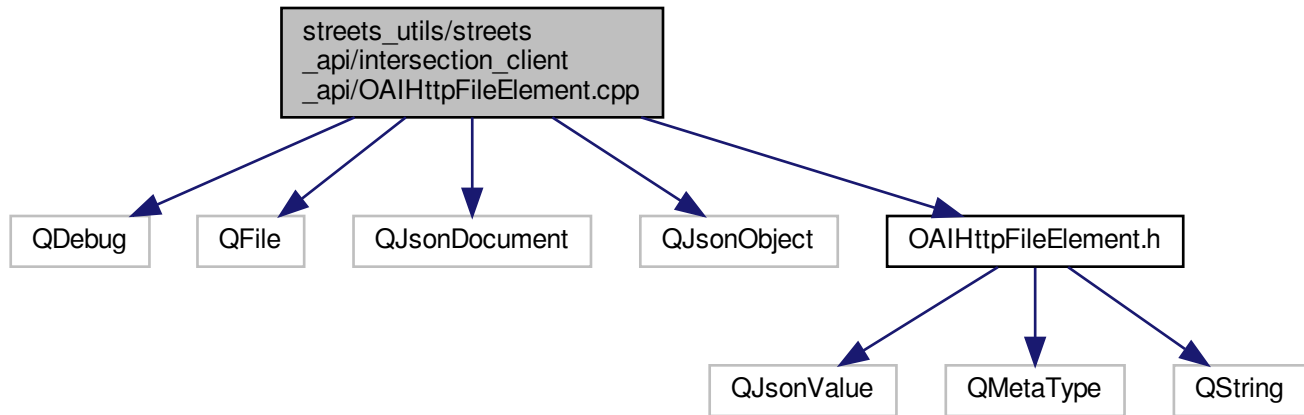 streets_utils/streets
_api/intersection_client
_api/OAIHttpFileElement.cpp
QDebug
QFile
QJsonDocument
QJsonObject
OAIHttpFileElement.h
QJsonValue
QMetaType
QString